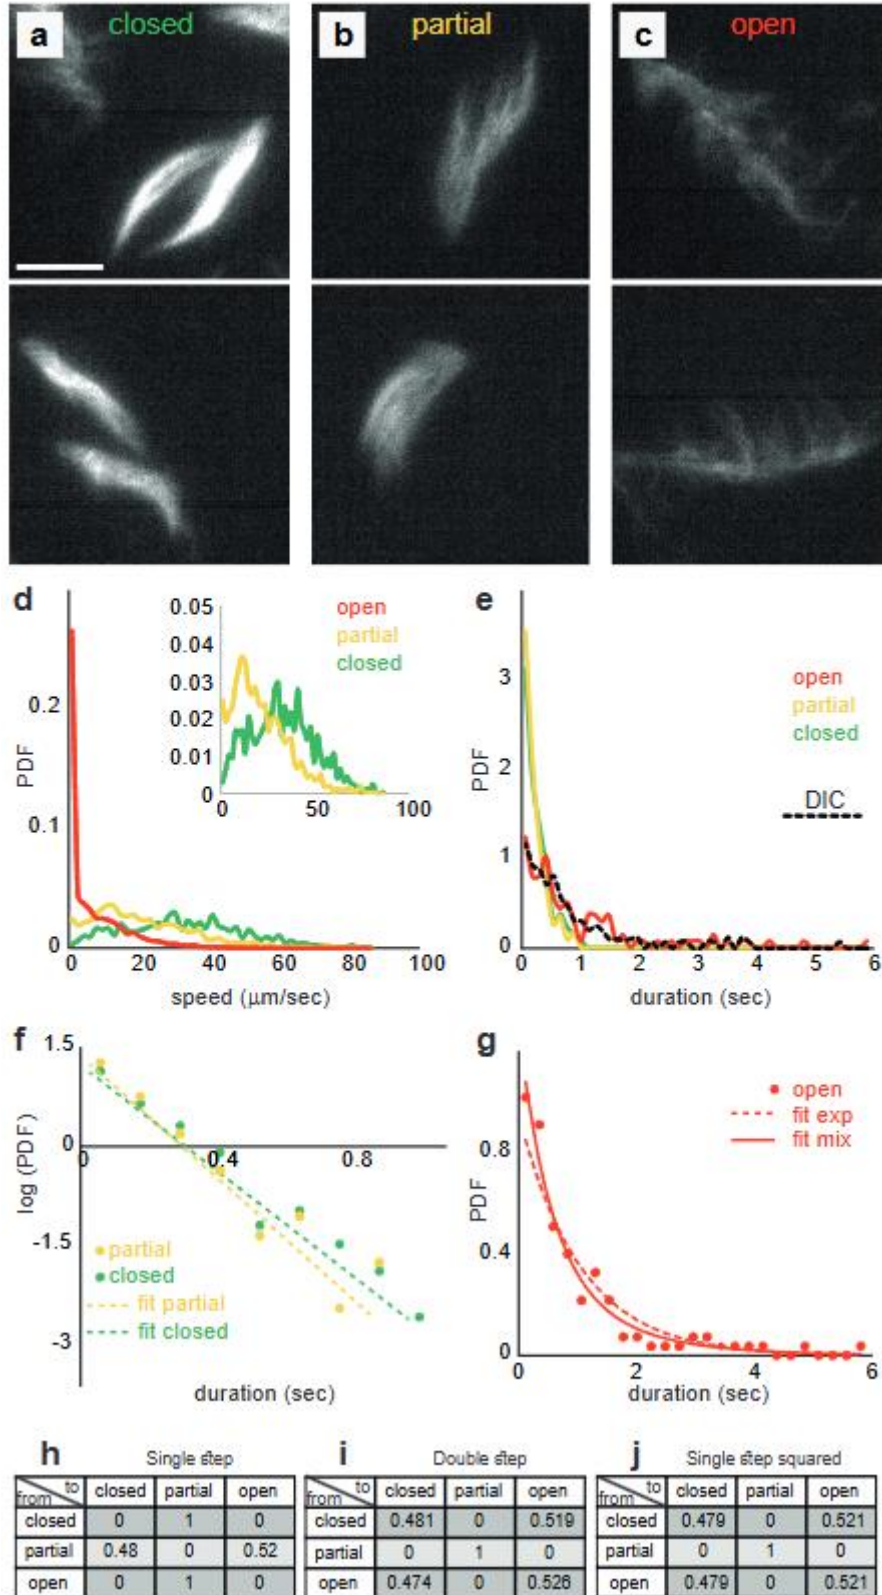 a closed
b partial
c open
d
PDF
0.2
0.1
0
0 20 40 60 80 100
speed (µm/sec)
0.05
0.04
0.03
0.02
0.01
0
0 50 100
open
partial
closed
e
PDF
3
2
1
0
0 1 2 3 4 5 6
duration (sec)
open
partial
closed
DIC
f
log (PDF)
1.5
0
-1.5
-3
0 0.4 0.8
partial
closed
fit partial
fit closed
duration (sec)
g
PDF
0.8
0.4
0
0 2 4 6
duration (sec)
open
fit exp
fit mix
h Single step
from to closed partial open
closed 0 1 0
partial 0.48 0 0.52
open 0 1 0
i Double step
from to closed partial open
closed 0.481 0 0.519
partial 0 1 0
open 0.474 0 0.526
j Single step squared
from to closed partial open
closed 0.479 0 0.521
partial 0 1 0
open 0.479 0 0.521